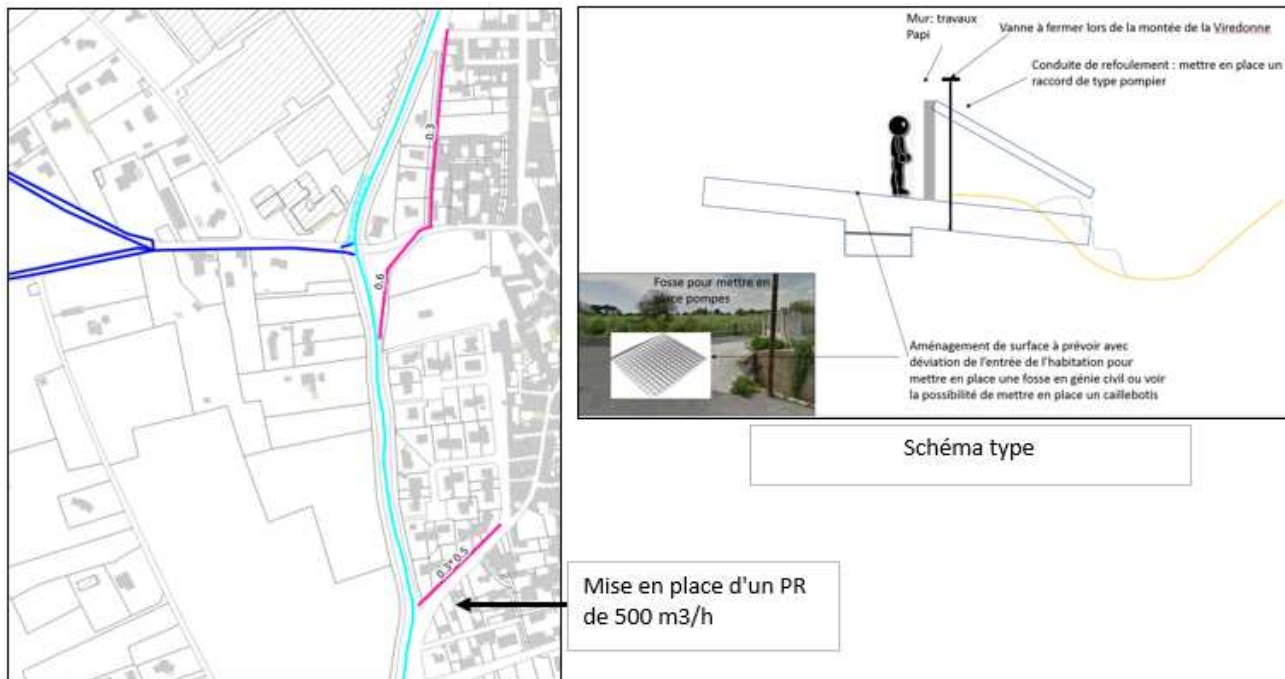 0.3
0.6
0.3* 0.5
Mur: travaux
Papi
Vanne à fermer lors de la montée de la Viredonne
Conduite de refoulement : mettre en place un
raccord de type pompier
Fosse pour mettre en
place pompes
Aménagement de surface à prévoir avec
déviation de l'entrée de l'habitation pour
mettre en place une fosse en génie civil ou voir
la possibilité de mettre en place un caillebotis
Schéma type
Mise en place d'un PR
de 500 m3/h